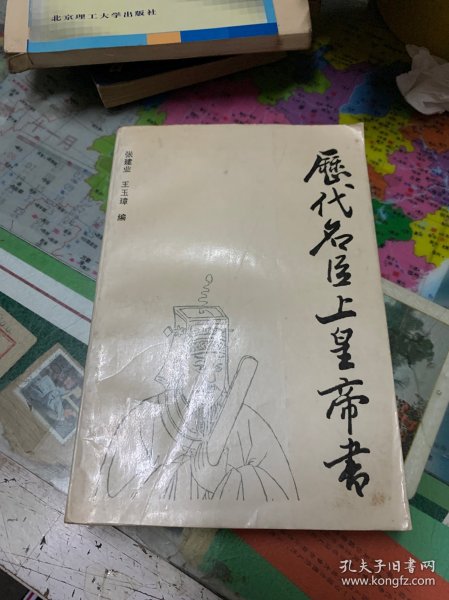 北京理工大学出版社
歷代名臣上皇帝书
张建业 王玉璋 编
孔夫子旧书网
www.kongfz.com